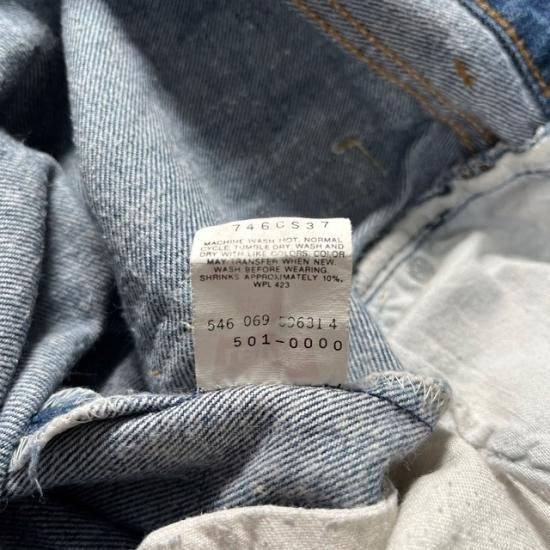 746CS37
MACHINE WASH HOT, NORMAL
CYCLE, TUMBLE DRY, WASH AND
DRY WITH LIKE COLORS, COLOR
MAY TRANSFER WHEN NEW.
WASH BEFORE WEARING.
SHRINKS APPROXIMATELY 10%.
WPL 423
546 069
501-0000